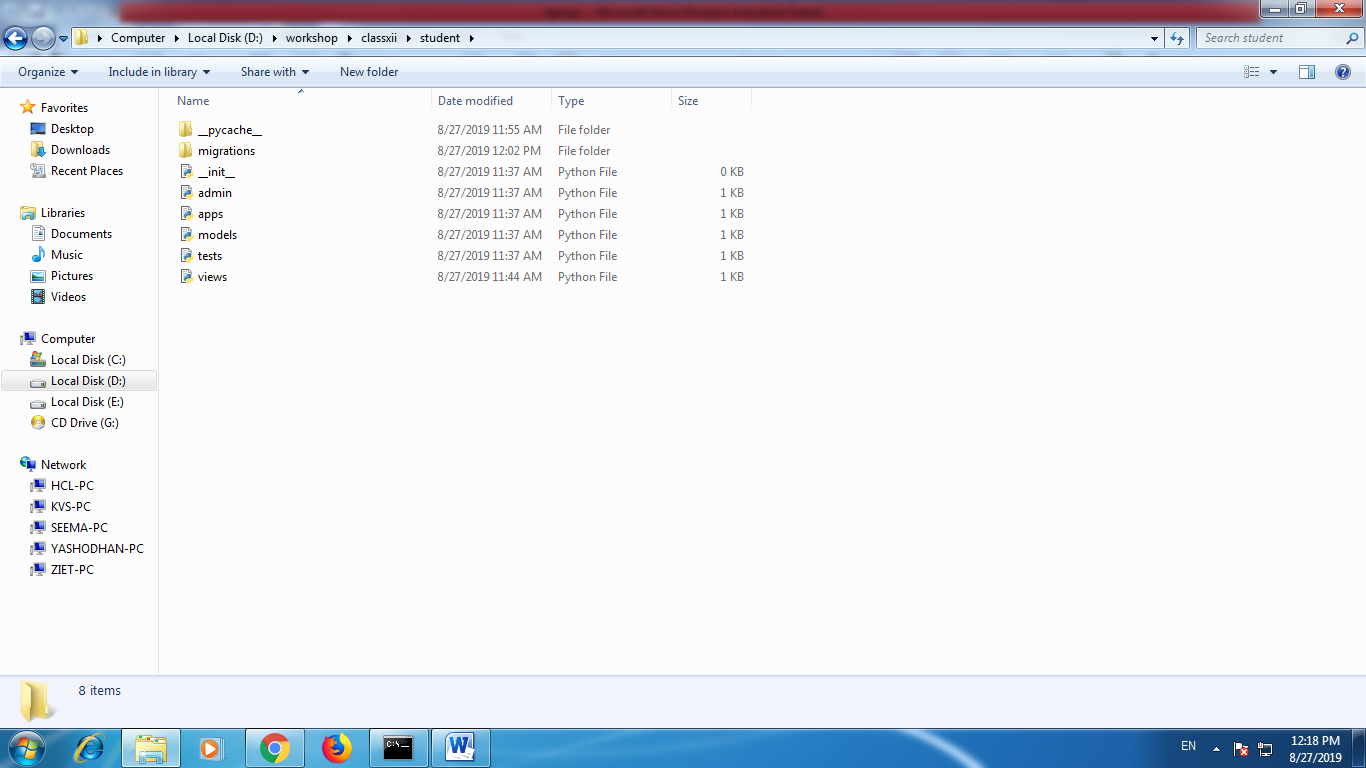 Computer Local Disk (D:) workshop classxii student
Search student
Organize Include in library Share with New folder
Name Date modified Type Size
Favorites
Desktop
Downloads
Recent Places
Libraries
Documents
Music
Pictures
Videos
Computer
Local Disk (C:)
Local Disk (D:)
Local Disk (E:)
CD Drive (G:)
Network
HCL-PC
KVS-PC
SEEMA-PC
YASHODHAN-PC
ZIET-PC
__pycache__ 8/27/2019 11:55 AM File folder
migrations 8/27/2019 12:02 PM File folder
__init__ 8/27/2019 11:37 AM Python File 0 KB
admin 8/27/2019 11:37 AM Python File 1 KB
apps 8/27/2019 11:37 AM Python File 1 KB
models 8/27/2019 11:37 AM Python File 1 KB
tests 8/27/2019 11:37 AM Python File 1 KB
views 8/27/2019 11:44 AM Python File 1 KB
8 items
C:\
EN
12:18 PM
8/27/2019